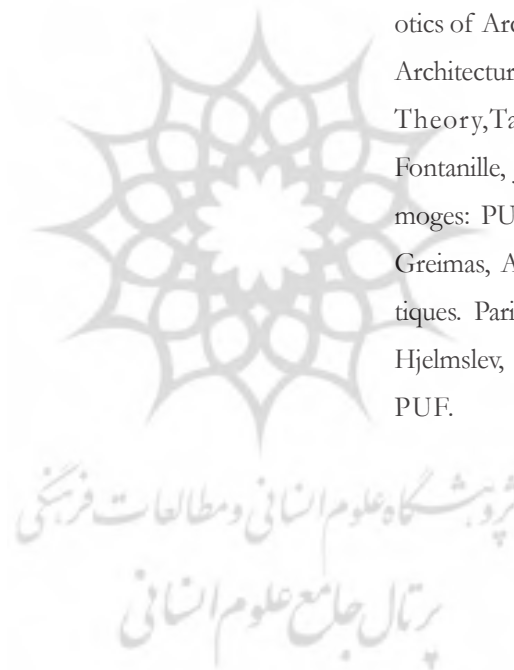 otics of Arc
Architectur
Theory,Ta
Fontanille,
moges: PU
Greimas, A
tiques. Pari
Hjelmslev,
PUF.
پژوهشگاه علوم انسانی و مطالعات فرهنگی
پرتال جامع علوم انسانی